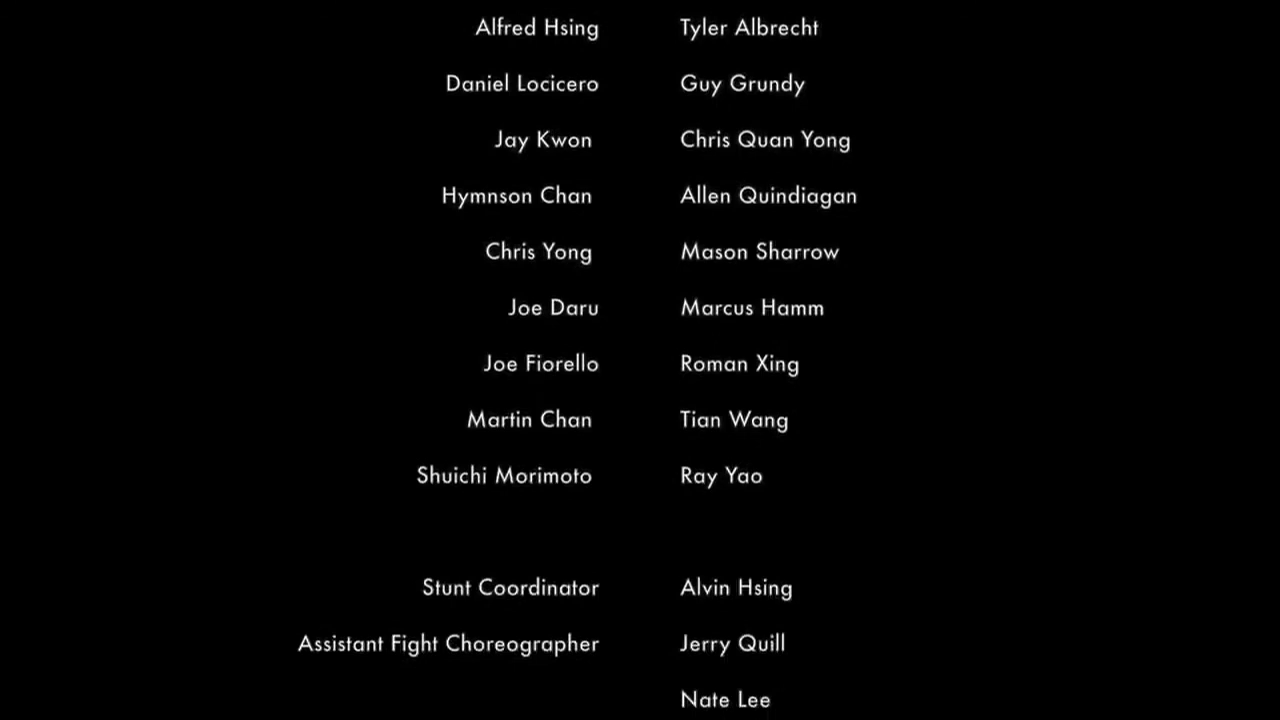 Alfred Hsing Tyler Albrecht
Daniel Locicero Guy Grundy
Jay Kwon Chris Quan Yong
Hymnson Chan Allen Quindiagan
Chris Yong Mason Sharrow
Joe Daru Marcus Hamm
Joe Fiorello Roman Xing
Martin Chan Tian Wang
Shuichi Morimoto Ray Yao
Stunt Coordinator Alvin Hsing
Assistant Fight Choreographer Jerry Quill
Nate Lee